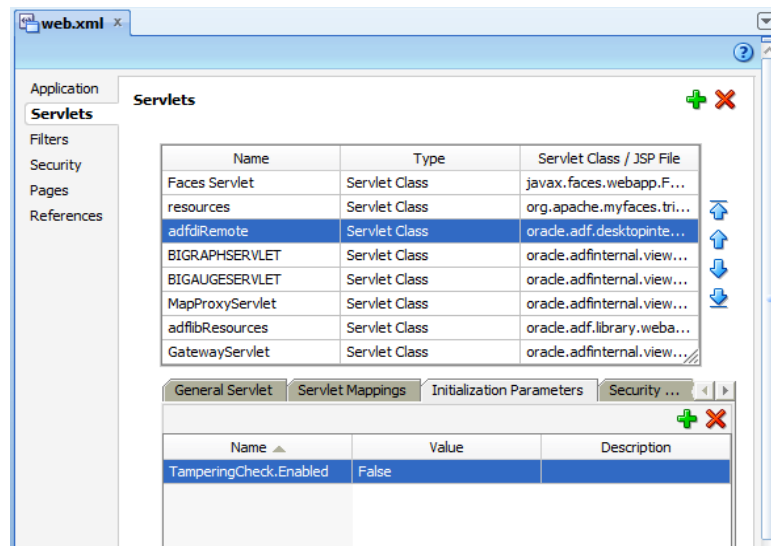 web.xml
Application
Servlets
Filters
Security
Pages
References
Servlets
Name Type Servlet Class / JSP File
Faces Servlet Servlet Class javax.faces.webapp.F...
resources Servlet Class org.apache.myfaces.tri...
adfdiRemote Servlet Class oracle.adf.desktopinte...
BIGRAPHSERVLET Servlet Class oracle.adfinternal.view...
BIGAUGESERVLET Servlet Class oracle.adfinternal.view...
MapProxyServlet Servlet Class oracle.adfinternal.view...
adflibResources Servlet Class oracle.adf.library.weba...
GatewayServlet Servlet Class oracle.adfinternal.view...
General Servlet Servlet Mappings Initialization Parameters Security ...
Name Value Description
TamperingCheck.Enabled False